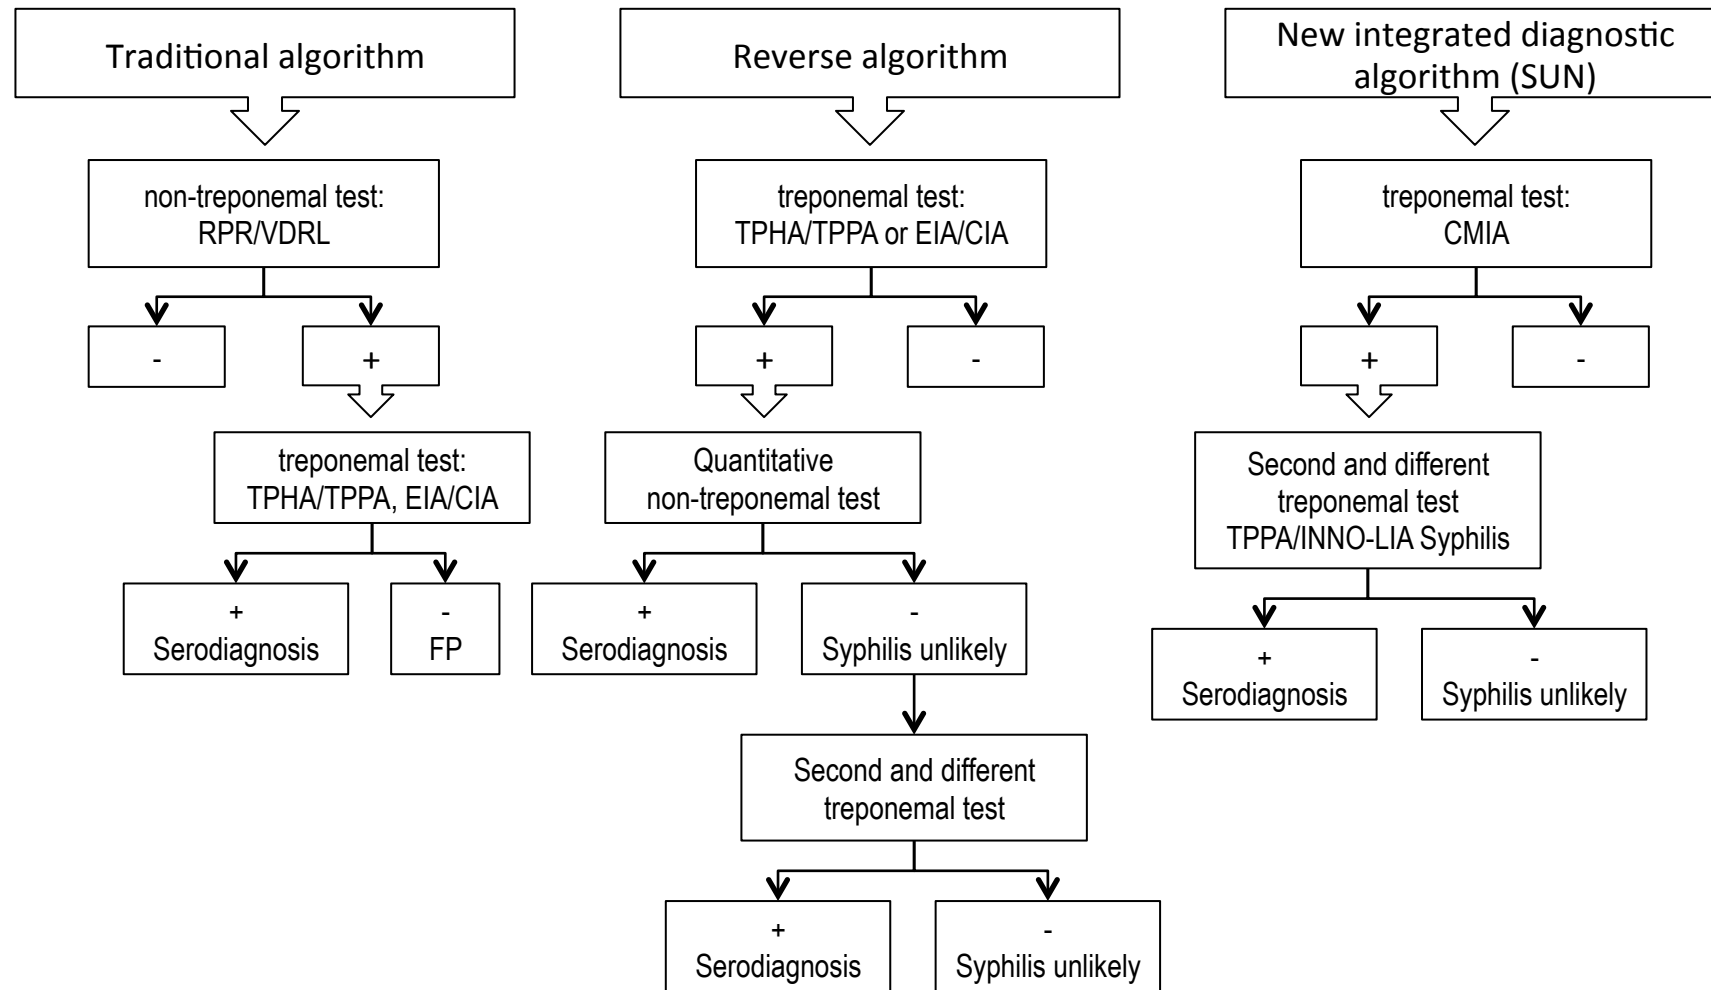 Traditional algorithm
non-treponemal test:
RPR/VDRL
-
+
treponemal test:
TPHA/TPPA, EIA/CIA
+
Serodiagnosis
-
FP
Reverse algorithm
treponemal test:
TPHA/TPPA or EIA/CIA
+
-
Quantitative
non-treponemal test
+
Serodiagnosis
-
Syphilis unlikely
Second and different
treponemal test
+
Serodiagnosis
-
Syphilis unlikely
New integrated diagnostic
algorithm (SUN)
treponemal test:
CMIA
+
-
Second and different
treponemal test
TPPA/INNO-LIA Syphilis
+
Serodiagnosis
-
Syphilis unlikely